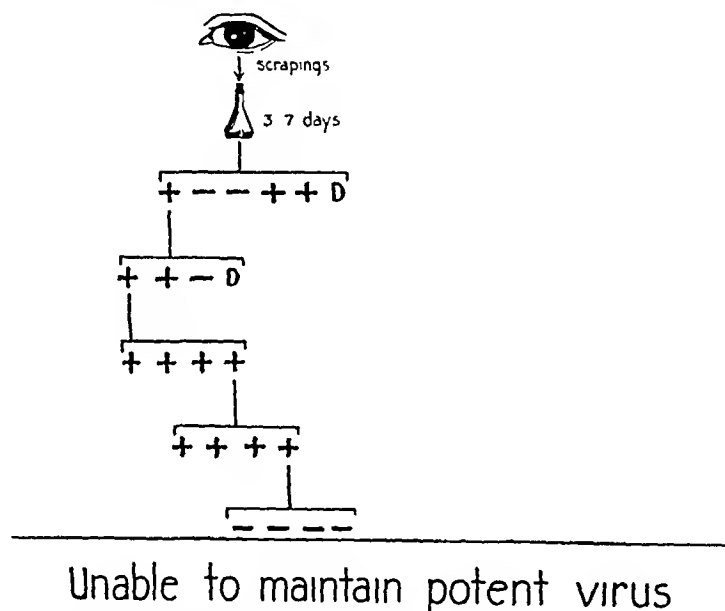 scrapings
3 7 days
+ − − + + D
+ + − D
+ + + +
+ + + +
− − − −
Unable to maintain potent virus